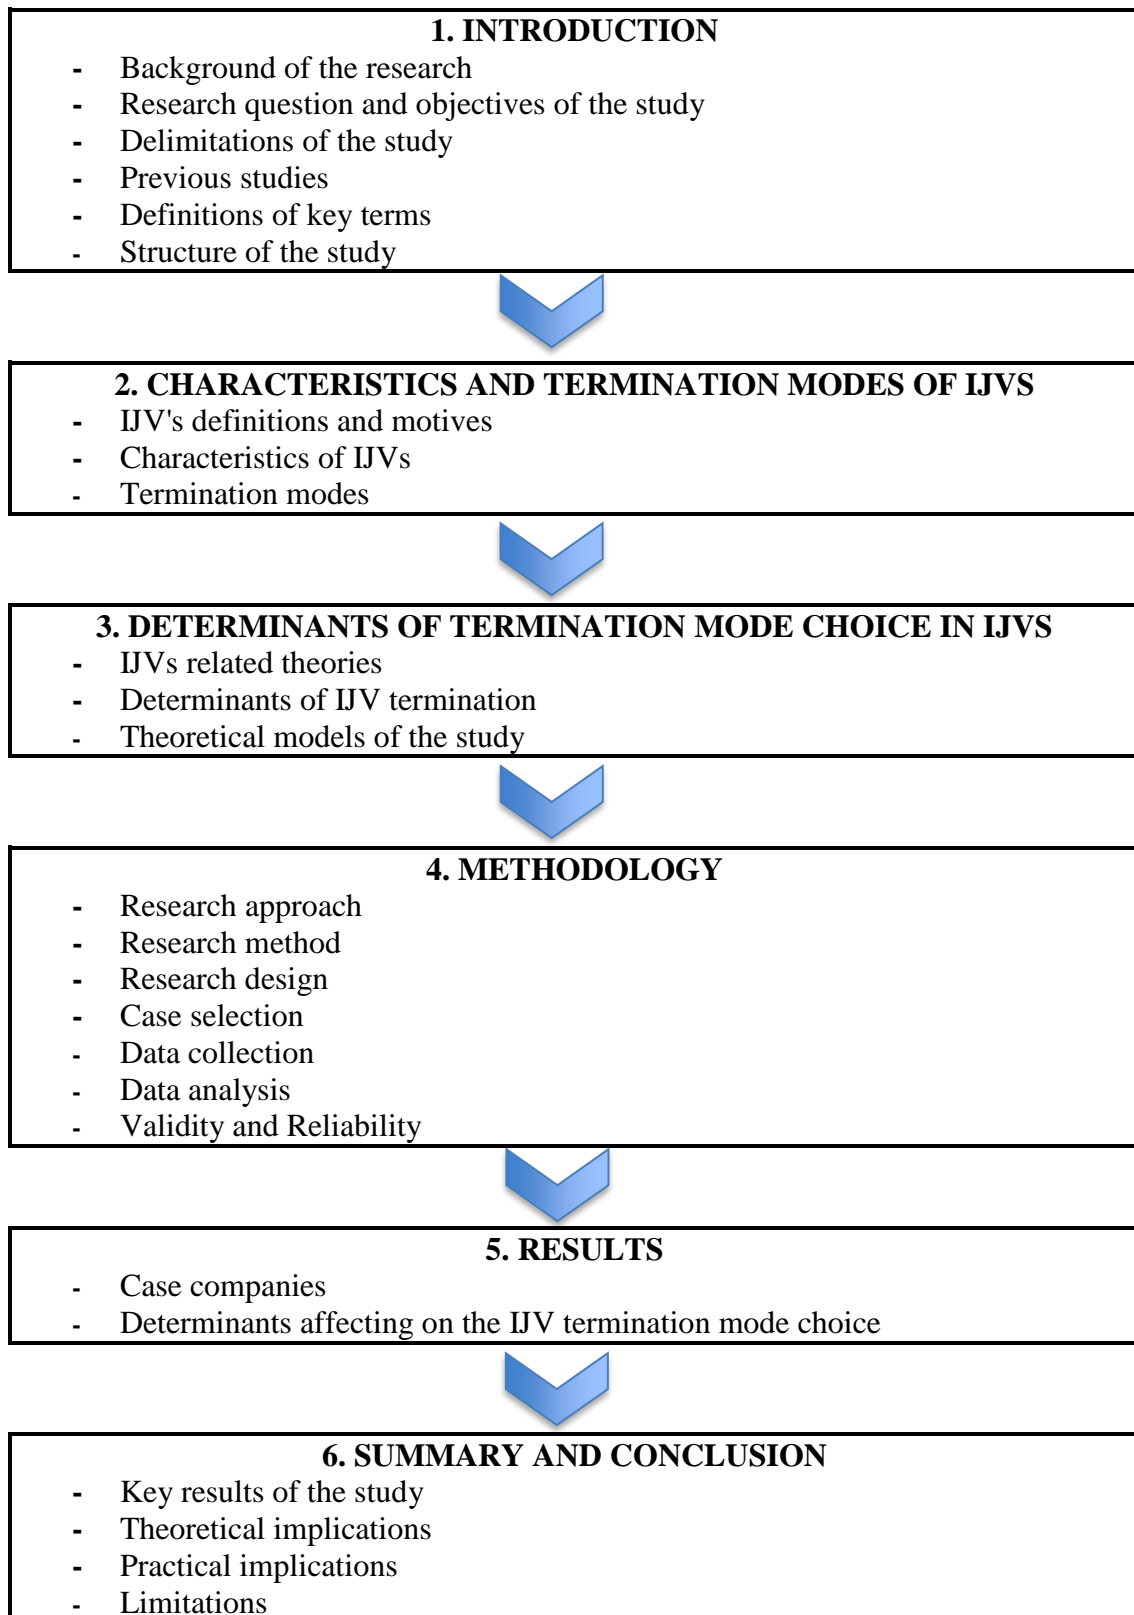 1. INTRODUCTION
- Background of the research
- Research question and objectives of the study
- Delimitations of the study
- Previous studies
- Definitions of key terms
- Structure of the study
2. CHARACTERISTICS AND TERMINATION MODES OF IJVS
- IJV's definitions and motives
- Characteristics of IJVs
- Termination modes
3. DETERMINANTS OF TERMINATION MODE CHOICE IN IJVS
- IJVs related theories
- Determinants of IJV termination
- Theoretical models of the study
4. METHODOLOGY
- Research approach
- Research method
- Research design
- Case selection
- Data collection
- Data analysis
- Validity and Reliability
5. RESULTS
- Case companies
- Determinants affecting on the IJV termination mode choice
6. SUMMARY AND CONCLUSION
- Key results of the study
- Theoretical implications
- Practical implications
- Limitations